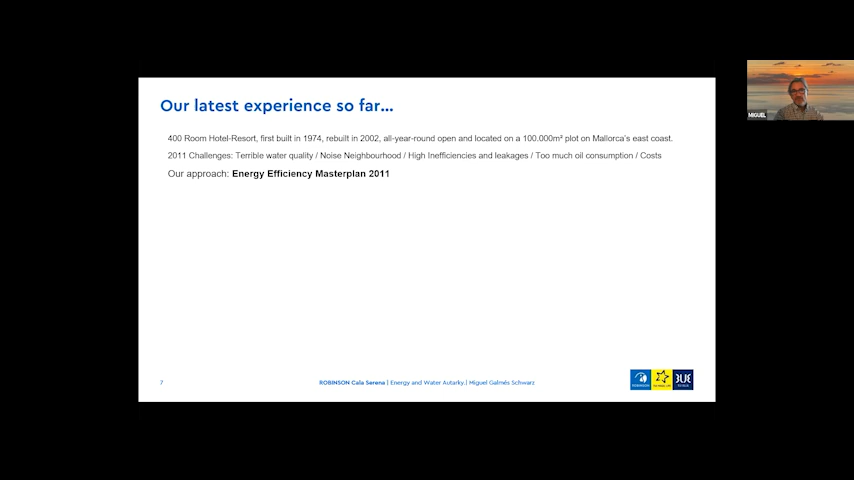 Our latest experience so far...
400 Room Hotel-Resort, first built in 1974, rebuilt in 2002, all-year-round open and located on a 100.000m² plot on Mallorca's east coast.
2011 Challenges: Terrible water quality / Noise Neighbourhood / High Inefficiencies and leakages / Too much oil consumption / Costs
Our approach: Energy Efficiency Masterplan 2011
7
ROBINSON Cala Serena | Energy and Water Autarky.| Miguel Galmés Schwarz
MIGUEL